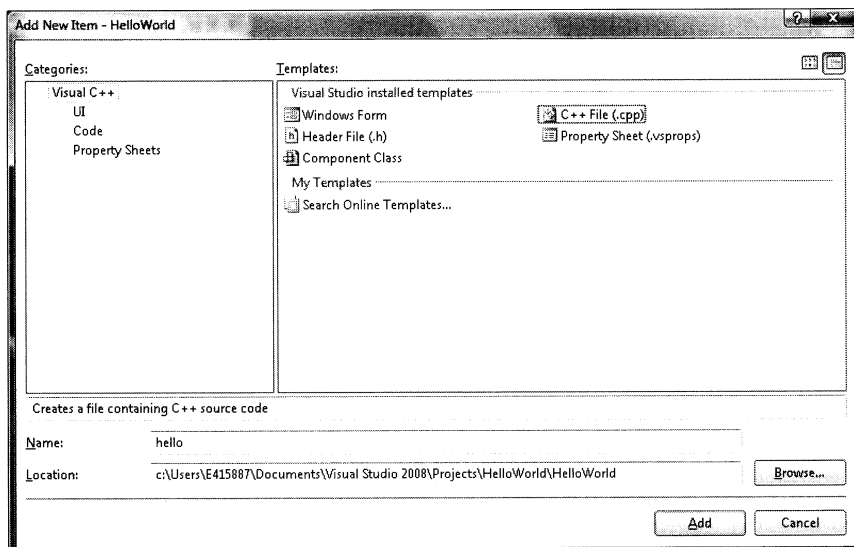 Add New Item - HelloWorld
Categories:
Templates:
Visual C++
UI
Code
Property Sheets
Visual Studio installed templates
Windows Form
C++ File (.cpp)
Header File (.h)
Property Sheet (.vsprops)
Component Class
My Templates
Search Online Templates...
Creates a file containing C++ source code
Name: hello
Location: c:\Users\E415887\Documents\Visual Studio 2008\Projects\HelloWorld\HelloWorld
Browse...
Add
Cancel